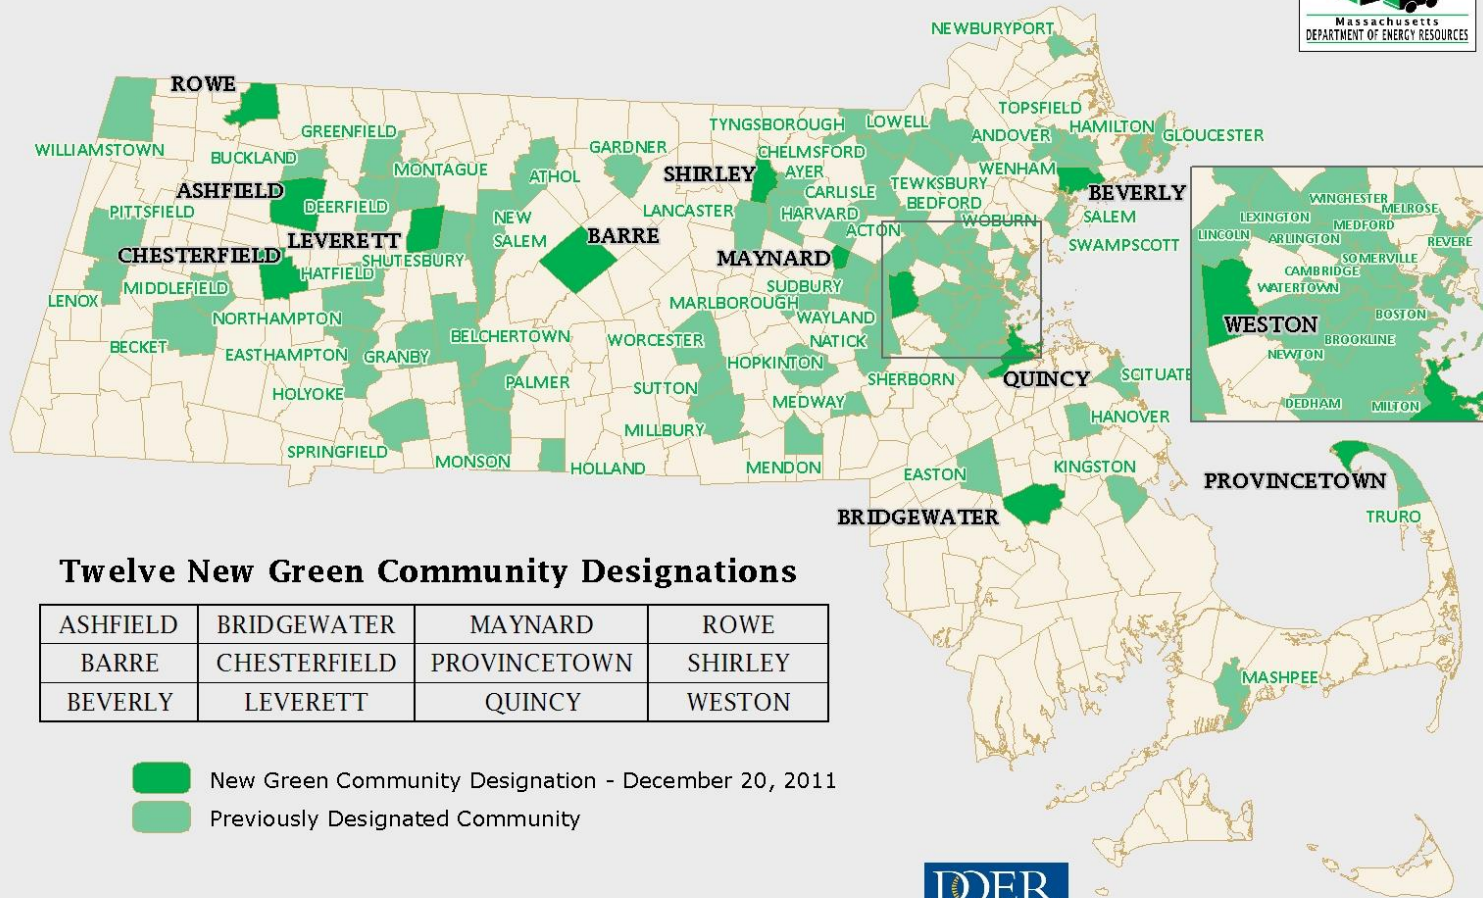 Massachusetts
DEPARTMENT OF ENERGY RESOURCES
NEWBURYPORT
ROWE
TOPSFIELD
TYNGSBOROUGH
LOWELL
HAMILTON
ANDOVER
GLOUCESTER
GREENFIELD
WILLIAMSTOWN
GARDNER
CHELMSFORD
BUCKLAND
MONTAGUE
ATHOL
SHIRLEY
AYER
WENHAM
TEWKSBURY
ASHFIELD
CARLISLE
BEVERLY
BEDFORD
PITTSFIELD
DEERFIELD
NEW
SALEM
LANCASTER
HARVARD
WOBURN
SALEM
ACTON
LEVERETT
BARRE
SWAMPSCOTT
CHESTERFIELD
SHUTESBURY
MAYNARD
HATFIELD
MIDDLEFIELD
SUDBURY
LENOX
MARLBOROUGH
NORTHAMPTON
WAYLAND
BECKET
EASTHAMPTON
GRANBY
BELCHERTOWN
WORCESTER
NATICK
HOPKINTON
SHERBORN
QUINCY
SCITUATE
HOLYOKE
PALMER
SUTTON
MEDWAY
HANOVER
MILLBURY
SPRINGFIELD
MONSON
HOLLAND
MENDON
EASTON
KINGSTON
BRIDGEWATER
WINCHESTER
MELROSE
LEXINGTON
MEDFORD
LINCOLN
ARLINGTON
REVERE
SOMERVILLE
CAMBRIDGE
WATERTOWN
BOSTON
WESTON
BROOKLINE
NEWTON
DEDHAM
MILTON
PROVINCETOWN
TRURO
MASHPEE
Twelve New Green Community Designations
ASHFIELD BRIDGEWATER MAYNARD ROWE
BARRE CHESTERFIELD PROVINCETOWN SHIRLEY
BEVERLY LEVERETT QUINCY WESTON
New Green Community Designation - December 20, 2011
Previously Designated Community
DOER